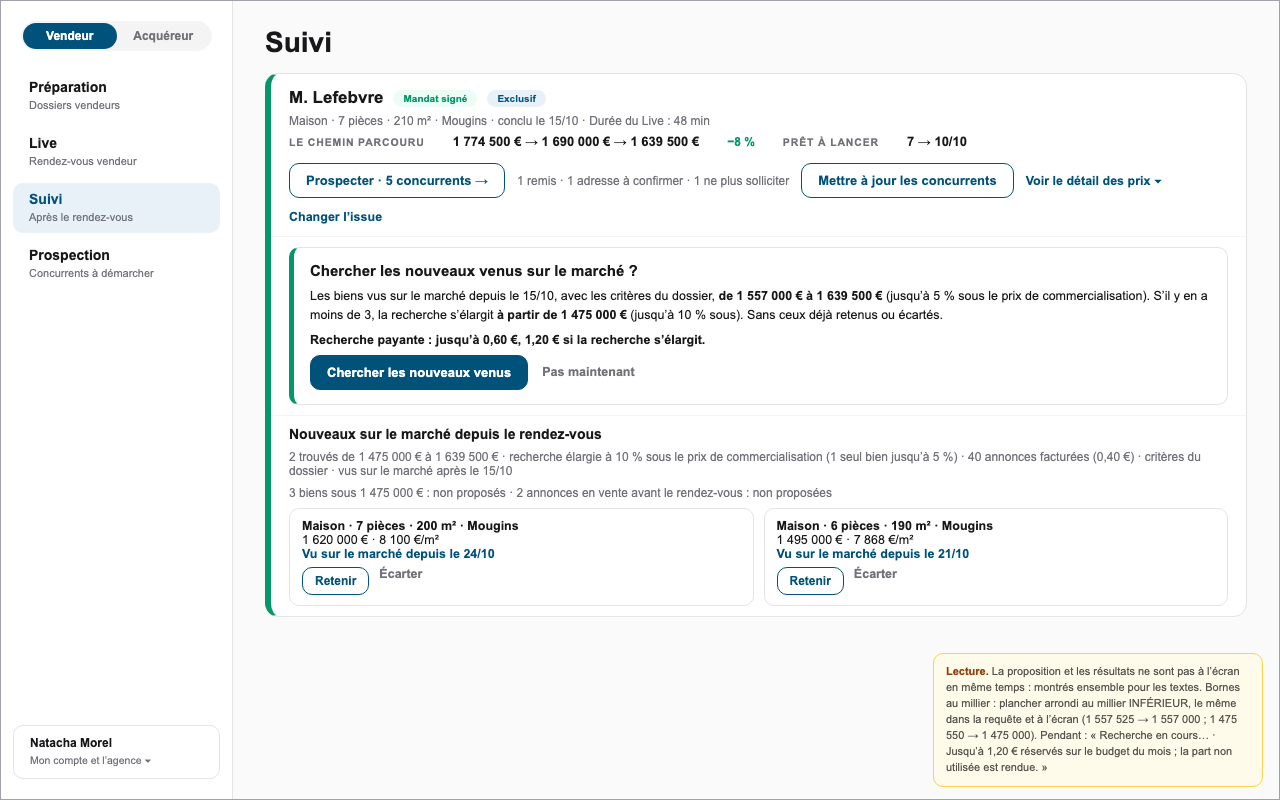 Vendeur
Acquéreur
Préparation
Dossiers vendeurs
Live
Rendez-vous vendeur
Suivi
Après le rendez-vous
Prospection
Concurrents à démarcher
Natacha Morel
Mon compte et l’agence
Suivi
M. Lefebvre Mandat signé Exclusif
Maison · 7 pièces · 210 m² · Mougins · conclu le 15/10 · Durée du Live : 48 min
LE CHEMIN PARCOURU 1 774 500 € → 1 690 000 € → 1 639 500 € −8 % PRÊT À LANCER 7 → 10/10
Prospecter · 5 concurrents → 1 remis · 1 adresse à confirmer · 1 ne plus solliciter Mettre à jour les concurrents Voir le détail des prix
Changer l’issue
Chercher les nouveaux venus sur le marché ?
Les biens vus sur le marché depuis le 15/10, avec les critères du dossier, de 1 557 000 € à 1 639 500 € (jusqu’à 5 % sous le prix de commercialisation). S’il y en a
moins de 3, la recherche s’élargit à partir de 1 475 000 € (jusqu’à 10 % sous). Sans ceux déjà retenus ou écartés.
Recherche payante : jusqu’à 0,60 €, 1,20 € si la recherche s’élargit.
Chercher les nouveaux venus Pas maintenant
Nouveaux sur le marché depuis le rendez-vous
2 trouvés de 1 475 000 € à 1 639 500 € · recherche élargie à 10 % sous le prix de commercialisation (1 seul bien jusqu’à 5 %) · 40 annonces facturées (0,40 €) · critères du
dossier · vus sur le marché après le 15/10
3 biens sous 1 475 000 € : non proposés · 2 annonces en vente avant le rendez-vous : non proposées
Maison · 7 pièces · 200 m² · Mougins
1 620 000 € · 8 100 €/m²
Vu sur le marché depuis le 24/10
Retenir Écarter
Maison · 6 pièces · 190 m² · Mougins
1 495 000 € · 7 868 €/m²
Vu sur le marché depuis le 21/10
Retenir Écarter
Lecture. La proposition et les résultats ne sont pas à l’écran
en même temps : montrés ensemble pour les textes. Bornes
au millier : plancher arrondi au millier INFÉRIEUR, le même
dans la requête et à l’écran (1 557 525 → 1 557 000 ; 1 475
550 → 1 475 000). Pendant : « Recherche en cours… ·
Jusqu’à 1,20 € réservés sur le budget du mois ; la part non
utilisée est rendue. »